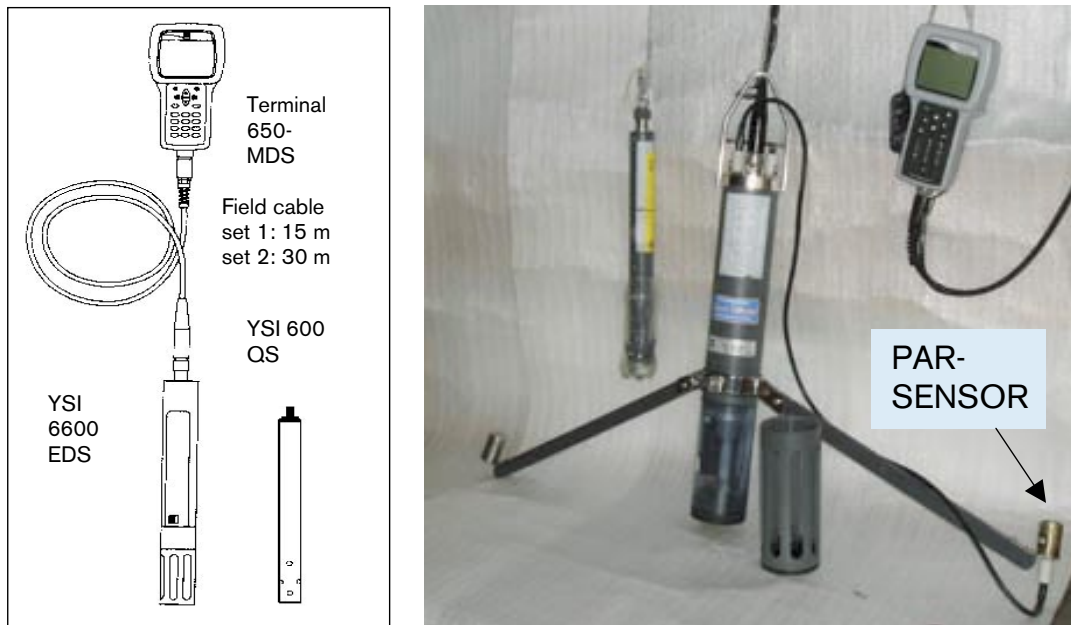 Terminal
650-
MDS
Field cable
set 1: 15 m
set 2: 30 m
YSI 600
QS
YSI
6600
EDS
PAR-
SENSOR